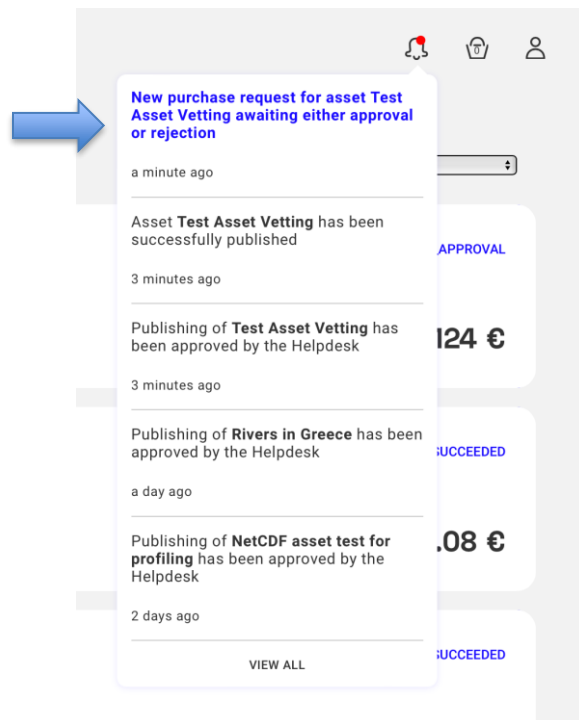 0
New purchase request for asset Test
Asset Vetting awaiting either approval
or rejection
a minute ago
Asset Test Asset Vetting has been
successfully published
3 minutes ago
APPROVAL
Publishing of Test Asset Vetting has
been approved by the Helpdesk
124 €
3 minutes ago
Publishing of Rivers in Greece has been
approved by the Helpdesk
SUCCEEDED
a day ago
Publishing of NetCDF asset test for
profiling has been approved by the
Helpdesk
.08 €
2 days ago
VIEW ALL
SUCCEEDED